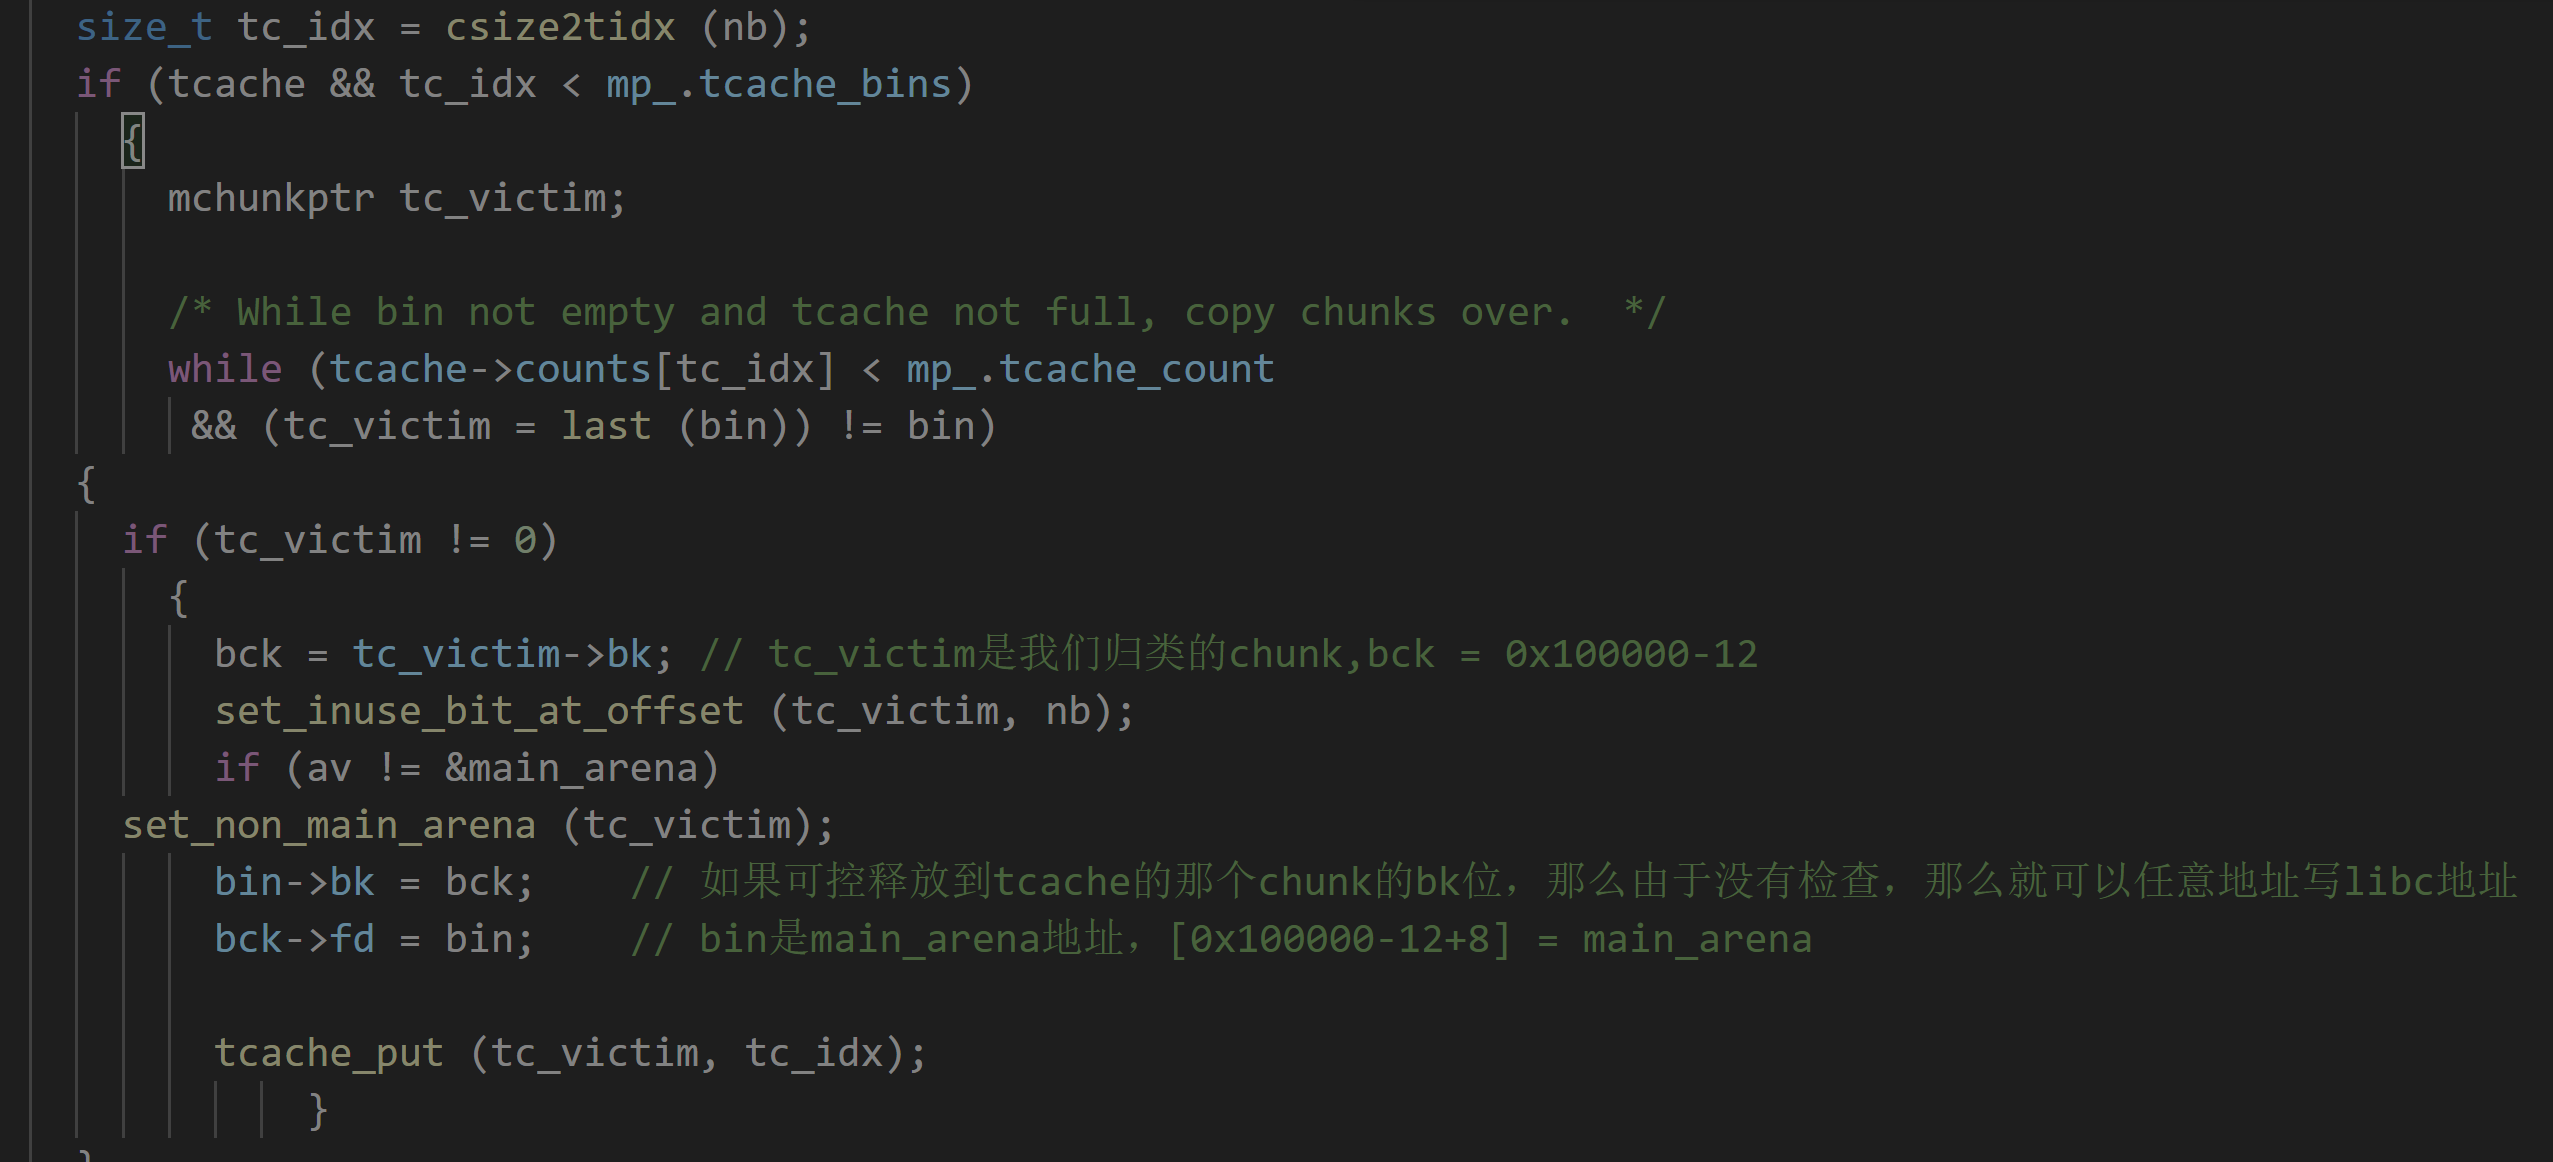 size_t tc_idx = csize2tidx (nb);
if (tcache && tc_idx < mp_.tcache_bins)
{
mchunkptr tc_victim;
/* While bin not empty and tcache not full, copy chunks over.  */
while (tcache->counts[tc_idx] < mp_.tcache_count
&& (tc_victim = last (bin)) != bin)
{
if (tc_victim != 0)
{
bck = tc_victim->bk; // tc_victim是我们归类的chunk,bck = 0x100000-12
set_inuse_bit_at_offset (tc_victim, nb);
if (av != &main_arena)
set_non_main_arena (tc_victim);
bin->bk = bck;    // 如果可控释放到tcache的那个chunk的bk位，那么由于没有检查，那么就可以任意地址写libc地址
bck->fd = bin;    // bin是main_arena地址，[0x100000-12+8] = main_arena
tcache_put (tc_victim, tc_idx);
}
}